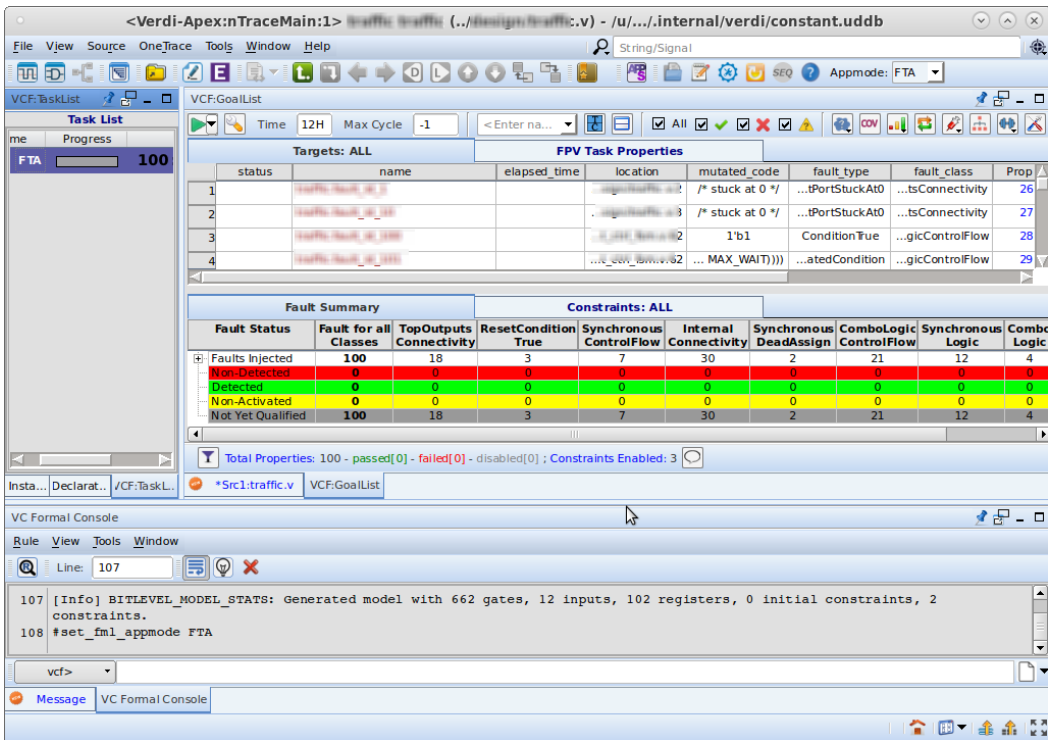 <Verdi-Apex:nTraceMain:1> (../ .v) - /u/.../.internal/verdi/constant.uddb
File View Source OneTrace Tools Window Help
String/Signal
SEQ Appmode: FTA
VCF:TaskList
VCF:GoalList
Task List
me Progress
FTA 100
Time 12H Max Cycle -1 <Enter na... All COV
Targets: ALL FPV Task Properties
status name elapsed_time location mutated_code fault_type fault_class Prop
1 /* stuck at 0 */ ...tPortStuckAt0 ...tsConnectivity 26
2 /* stuck at 0 */ ...tPortStuckAt0 ...tsConnectivity 27
3 1'b1 ConditionTrue ...gicControlFlow 28
4 ... MAX_WAIT)))) ...atedCondition ...gicControlFlow 29
Fault Summary Constraints: ALL
Fault Status Fault for all TopOutputs ResetCondition Synchronous Internal Synchronous ComboLogic Synchronous Combo
Classes Connectivity True ControlFlow Connectivity DeadAssign ControlFlow Logic Logic
Faults Injected 100 18 3 7 30 2 21 12 4
Non-Detected 0 0 0 0 0 0 0 0 0
Detected 0 0 0 0 0 0 0 0 0
Non-Activated 0 0 0 0 0 0 0 0 0
Not Yet Qualified 100 18 3 7 30 2 21 12 4
Total Properties: 100 - passed[0] - failed[0] - disabled[0] ; Constraints Enabled: 3
Insta... Declarat.. VCF:TaskL..
*Src1:traffic.v VCF:GoalList
VC Formal Console
Rule View Tools Window
Line: 107
107 [Info] BITLEVEL_MODEL_STATS: Generated model with 662 gates, 12 inputs, 102 registers, 0 initial constraints, 2
constraints.
108 #set_fml_appmode FTA
vcf>
Message VC Formal Console